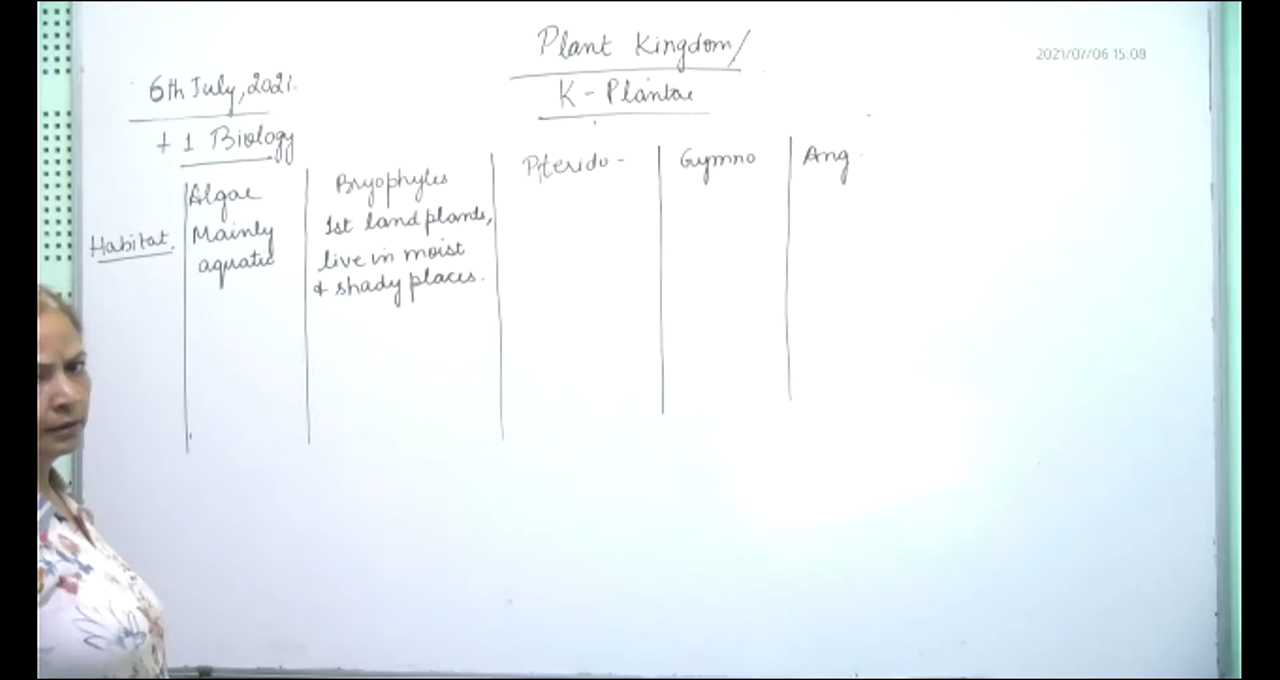 Plant Kingdom/
K - Plantae
2021/07/06 15:09
6th July, 2021.
+ 1 Biology
Algae
Bryophytes
Pterido -
Gymno
Ang.
Habitat.
Mainly
aquatic
1st land plants,
live in moist
& shady places.